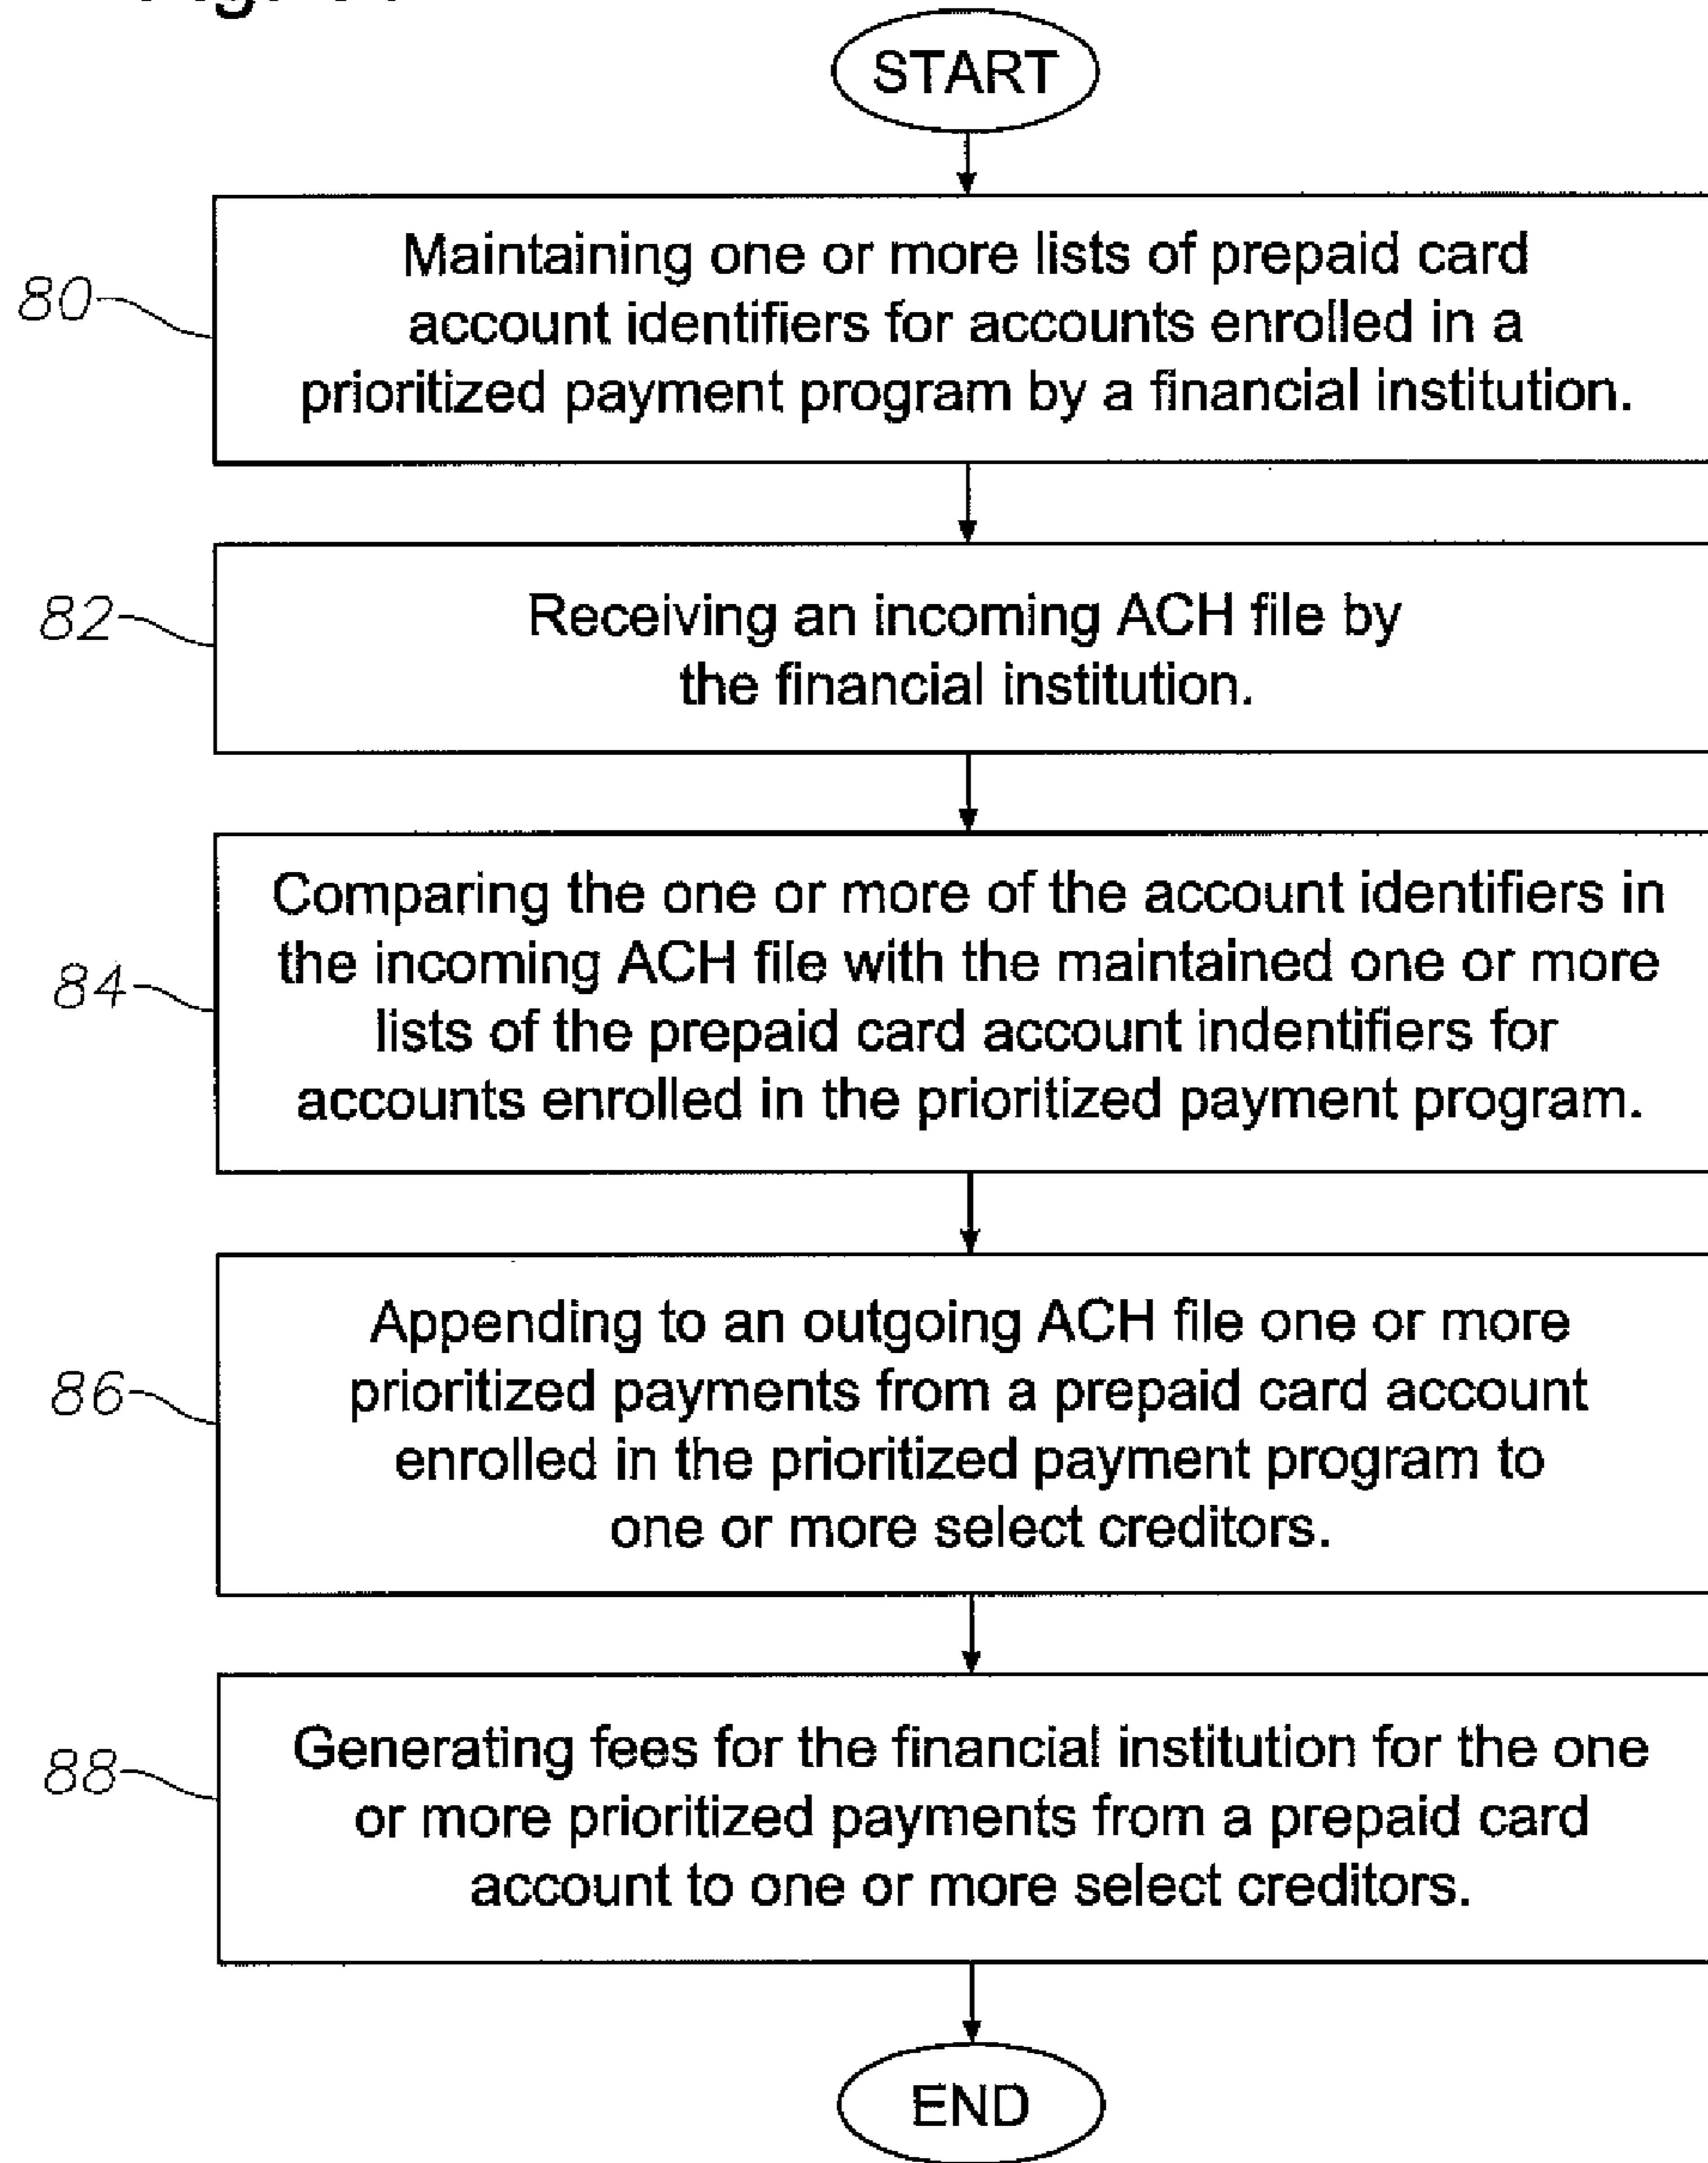 START
Maintaining one or more lists of prepaid card
account identifiers for accounts enrolled in a
prioritized payment program by a financial institution.
80
Receiving an incoming ACH file by
the financial institution.
82
Comparing the one or more of the account identifiers in
the incoming ACH file with the maintained one or more
lists of the prepaid card account indentifiers for
accounts enrolled in the prioritized payment program.
84
Appending to an outgoing ACH file one or more
prioritized payments from a prepaid card account
enrolled in the prioritized payment program to
one or more select creditors.
86
Generating fees for the financial institution for the one
or more prioritized payments from a prepaid card
account to one or more select creditors.
88
END